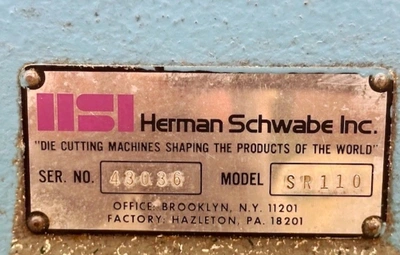 HSI Herman Schwabe Inc.
"DIE CUTTING MACHINES SHAPING THE PRODUCTS OF THE WORLD"
SER. NO. 43036 MODEL SR110
OFFICE: BROOKLYN, N.Y. 11201
FACTORY: HAZLETON, PA. 18201